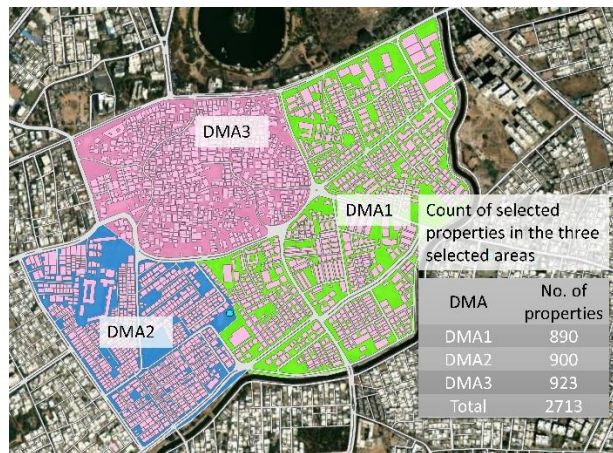 DMA3
DMA1
DMA2
Count of selected
properties in the three
selected areas
DMA No. of properties
DMA1 890
DMA2 900
DMA3 923
Total 2713